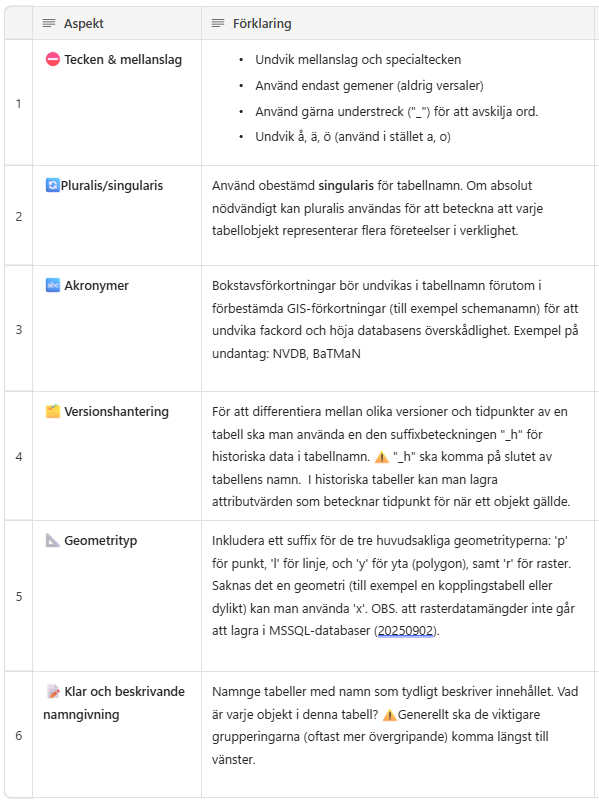 Aspekt
Förklaring
1
Tecken & mellanslag
• Undvik mellanslag och specialtecken
• Använd endast gemener (aldrig versaler)
• Använd gärna understreck ("_") för att avskilja ord.
• Undvik å, ä, ö (använd i stället a, o)
2
Pluralis/singularis
Använd obestämd singularis för tabellnamn. Om absolut
nödvändigt kan pluralis användas för att beteckna att varje
tabellobjekt representerar flera företeelser i verklighet.
3
abc Akronymer
Bokstavsförkortningar bör undvikas i tabellnamn förutom i
förbestämda GIS-förkortningar (till exempel schemanamn) för att
undvika fackord och höja databasens överskådlighet. Exempel på
undantag: NVDB, BaTMaN
4
Versionshantering
För att differentiera mellan olika versioner och tidpunkter av en
tabell ska man använda en den suffixbeteckningen "_h" för
historiska data i tabellnamn. ⚠ "_h" ska komma på slutet av
tabellens namn. I historiska tabeller kan man lagra
attributvärden som betecknar tidpunkt för när ett objekt gällde.
5
Geometrityp
Inkludera ett suffix för de tre huvudsakliga geometrityperna: 'p'
för punkt, 'l' för linje, och 'y' för yta (polygon), samt 'r' för raster.
Saknas det en geometri (till exempel en kopplingstabell eller
dylikt) kan man använda 'x'. OBS. att rasterdatamängder inte går
att lagra i MSSQL-databaser (20250902).
6
Klar och beskrivande
namngivning
Namnge tabeller med namn som tydligt beskriver innehållet. Vad
är varje objekt i denna tabell? ⚠Generellt ska de viktigare
grupperingarna (oftast mer övergripande) komma längst till
vänster.